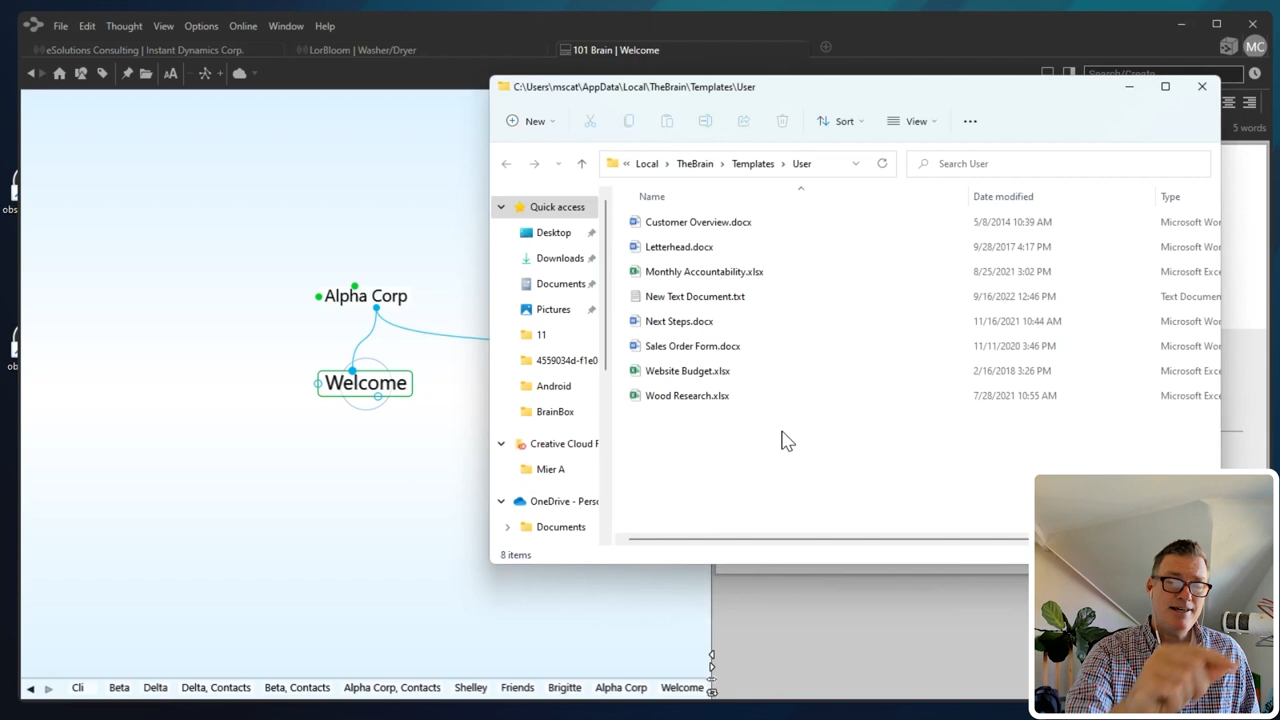 File Edit Thought View Options Online Window Help
eSolutions Consulting | Instant Dynamics Corp. LorBloom | Washer/Dryer 101 Brain | Welcome
MC
Search/Create
5 words
C:\Users\mscat\AppData\Local\TheBrain\Templates\User
New Sort View
Local TheBrain Templates User Search User
Name Date modified Type
Quick access
Desktop
Downloads
Documents
Pictures
11
4559034d-f1e0
Android
BrainBox
Creative Cloud F
Mier A
OneDrive - Perso
Documents
Customer Overview.docx 5/8/2014 10:39 AM Microsoft Wor
Letterhead.docx 9/28/2017 4:17 PM Microsoft Wor
Monthly Accountability.xlsx 8/25/2021 3:02 PM Microsoft Exce
New Text Document.txt 9/16/2022 12:46 PM Text Document
Next Steps.docx 11/16/2021 10:44 AM Microsoft Wor
Sales Order Form.docx 11/11/2020 3:46 PM Microsoft Wor
Website Budget.xlsx 2/16/2018 3:26 PM Microsoft Exce
Wood Research.xlsx 7/28/2021 10:55 AM Microsoft Exce
8 items
Alpha Corp
Welcome
obs
ob
Cli Beta Delta Delta, Contacts Beta, Contacts Alpha Corp, Contacts Shelley Friends Brigitte Alpha Corp Welcome